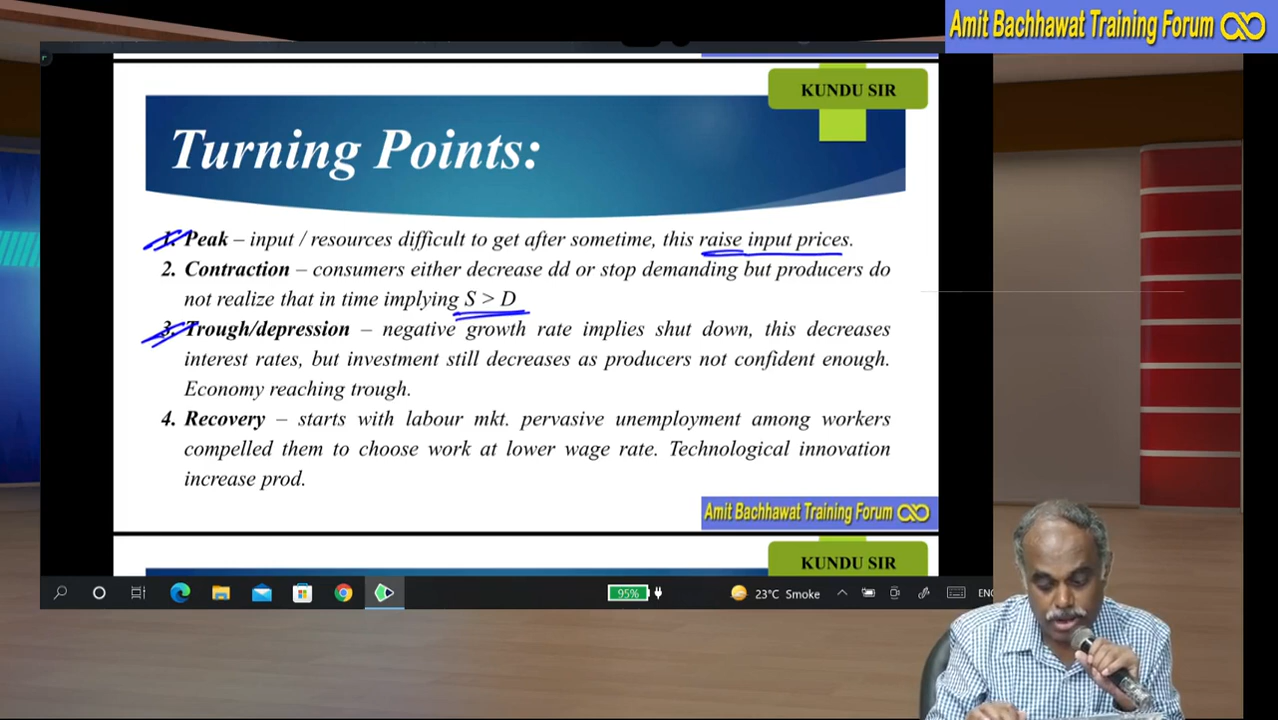 Amit Bachhawat Training Forum
KUNDU SIR
Turning Points:
1. Peak – input / resources difficult to get after sometime, this raise input prices.
2. Contraction – consumers either decrease dd or stop demanding but producers do
not realize that in time implying S > D
3. Trough/depression – negative growth rate implies shut down, this decreases
interest rates, but investment still decreases as producers not confident enough.
Economy reaching trough.
4. Recovery – starts with labour mkt. pervasive unemployment among workers
compelled them to choose work at lower wage rate. Technological innovation
increase prod.
Amit Bachhawat Training Forum
KUNDU SIR
95% 23°C Smoke ENG